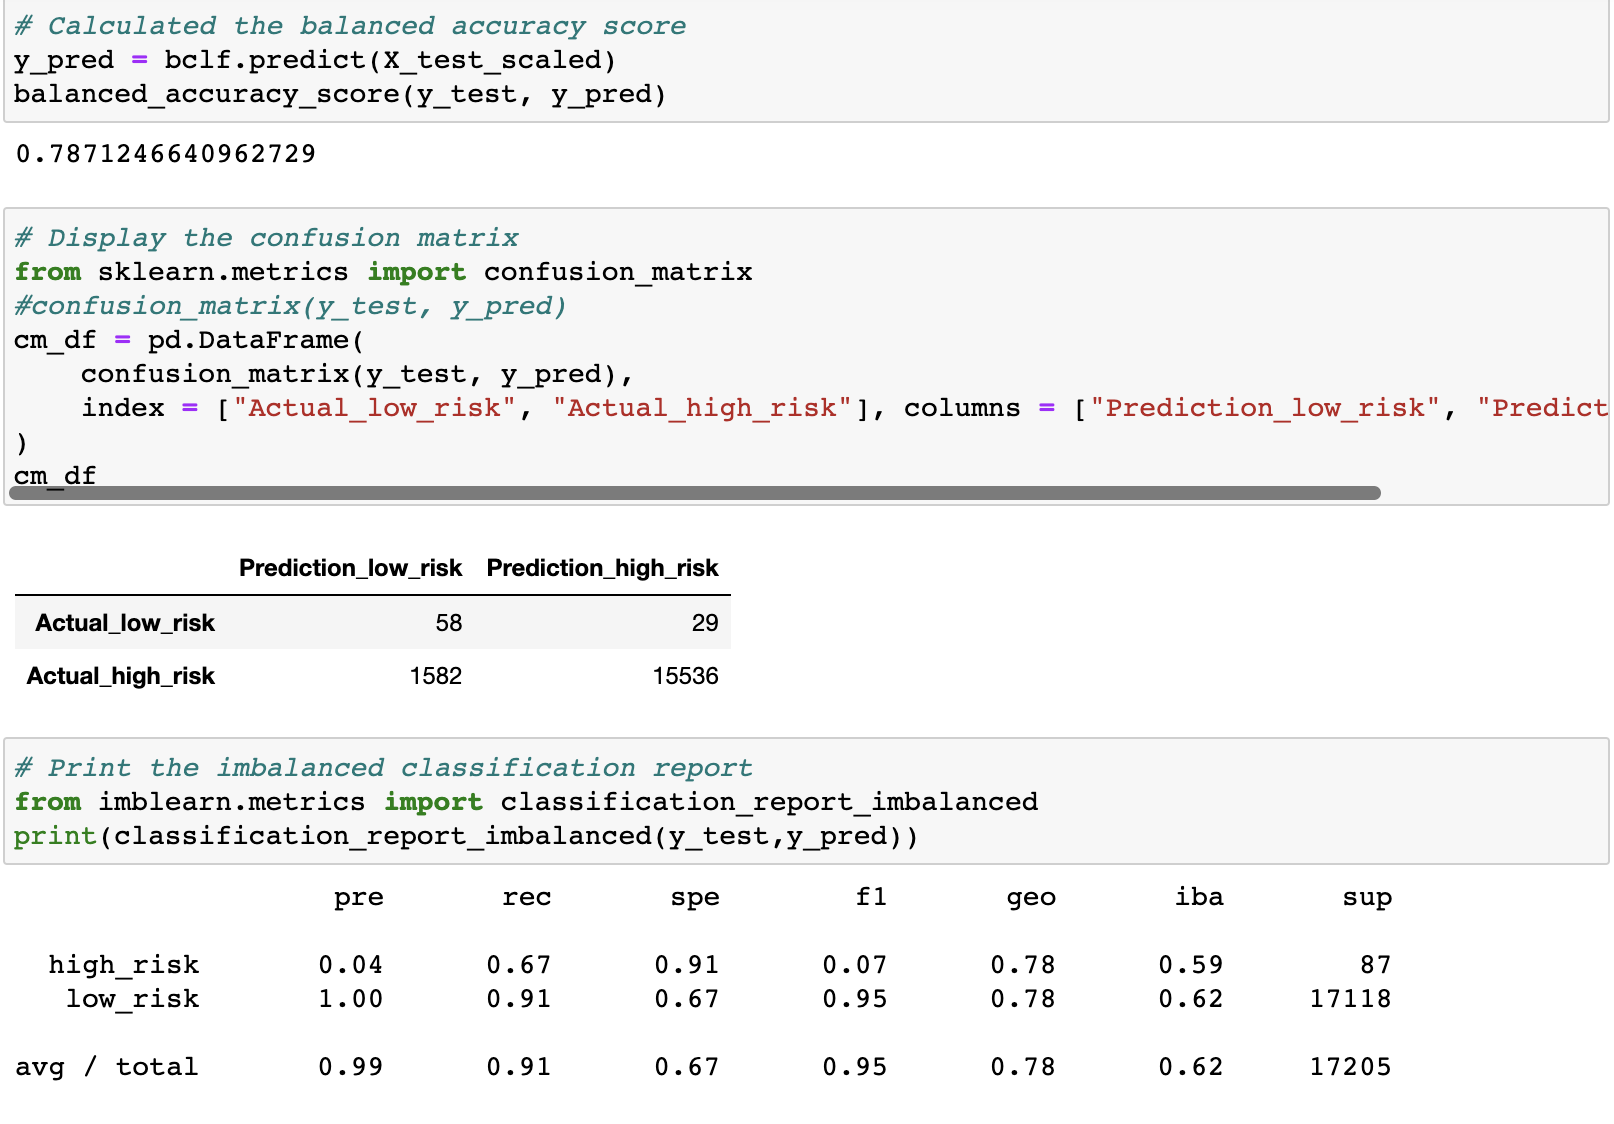 # Calculated the balanced accuracy score
y_pred = bclf.predict(X_test_scaled)
balanced_accuracy_score(y_test, y_pred)
0.7871246640962729
# Display the confusion matrix
from sklearn.metrics import confusion_matrix
#confusion_matrix(y_test, y_pred)
cm_df = pd.DataFrame(
    confusion_matrix(y_test, y_pred),
    index = ["Actual_low_risk", "Actual_high_risk"], columns = ["Prediction_low_risk", "Predict
)
cm_df
Prediction_low_risk Prediction_high_risk
Actual_low_risk 58 29
Actual_high_risk 1582 15536
# Print the imbalanced classification report
from imblearn.metrics import classification_report_imbalanced
print(classification_report_imbalanced(y_test,y_pred))
pre rec spe f1 geo iba sup
high_risk 0.04 0.67 0.91 0.07 0.78 0.59 87
low_risk 1.00 0.91 0.67 0.95 0.78 0.62 17118
avg / total 0.99 0.91 0.67 0.95 0.78 0.62 17205